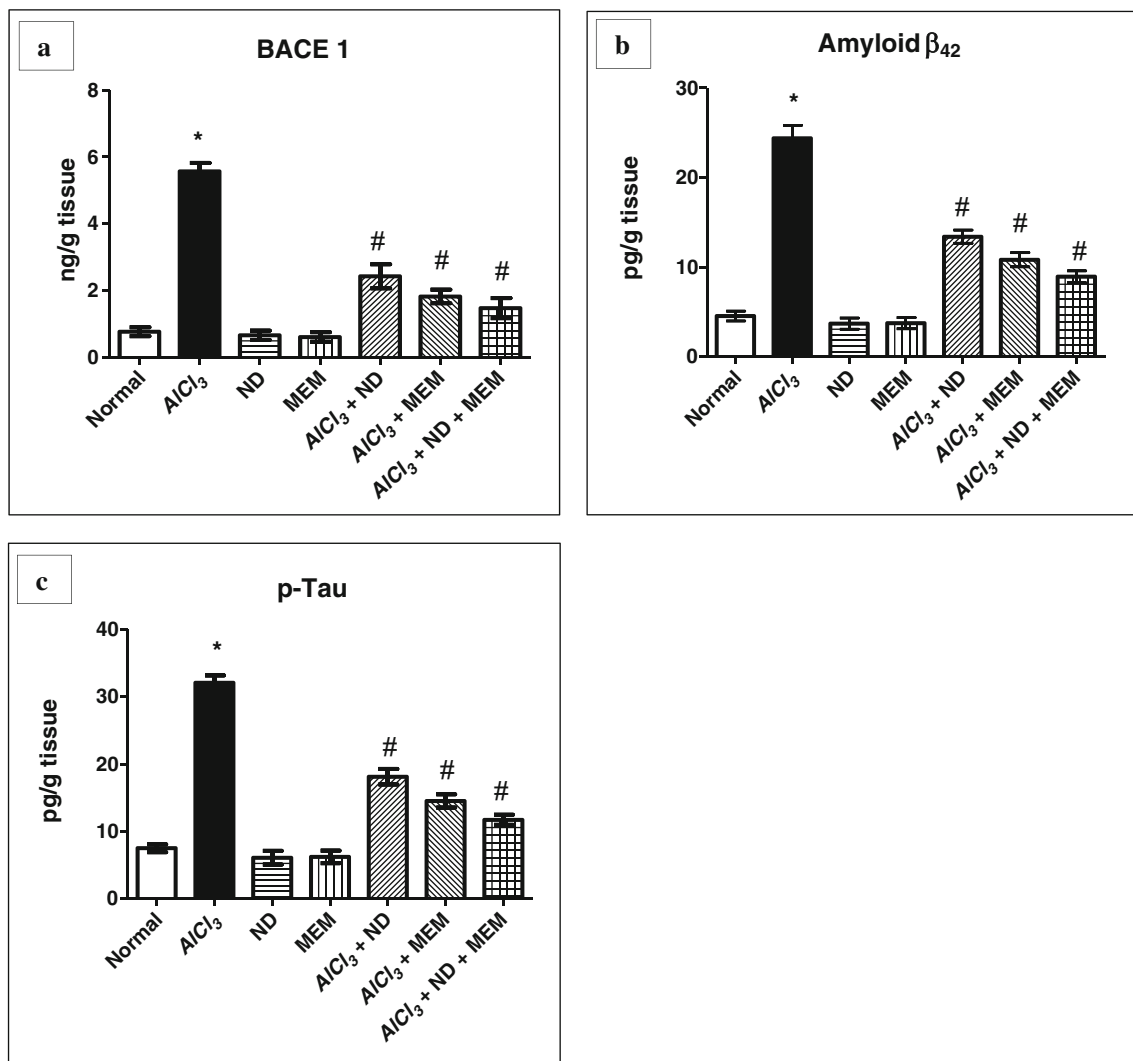 a
BACE 1
ng/g tissue
8
6
4
2
0
*
#
#
#
Normal
AlCl₃
ND
MEM
AlCl₃ + ND
AlCl₃ + MEM
AlCl₃ + ND + MEM
b
Amyloid β₄₂
pg/g tissue
30
20
10
0
*
#
#
#
Normal
AlCl₃
ND
MEM
AlCl₃ + ND
AlCl₃ + MEM
AlCl₃ + ND + MEM
c
p-Tau
pg/g tissue
40
30
20
10
0
*
#
#
#
Normal
AlCl₃
ND
MEM
AlCl₃ + ND
AlCl₃ + MEM
AlCl₃ + ND + MEM